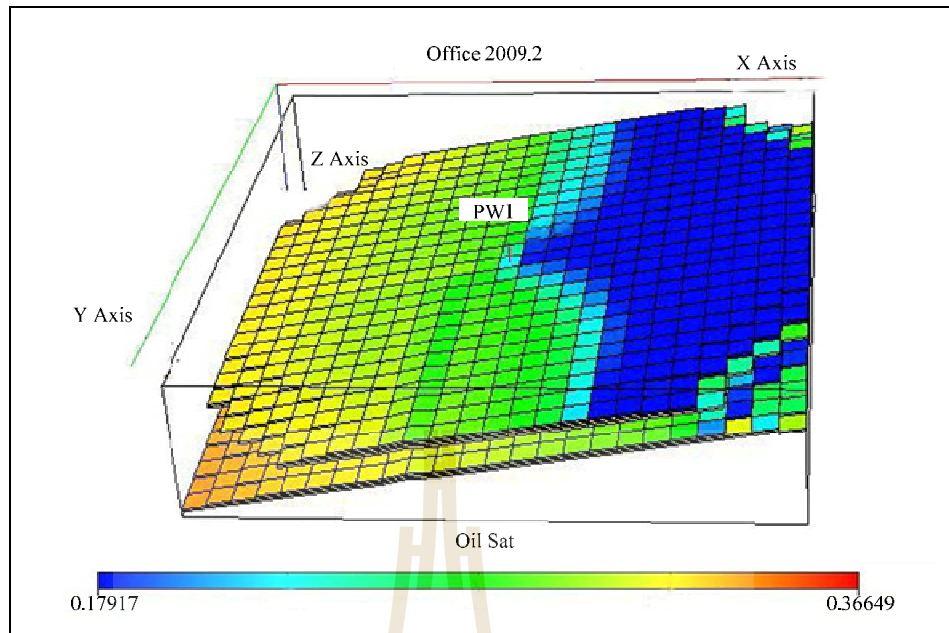 Office 2009.2
X Axis
Z Axis
PW1
Y Axis
Oil Sat
0.17917
0.36649